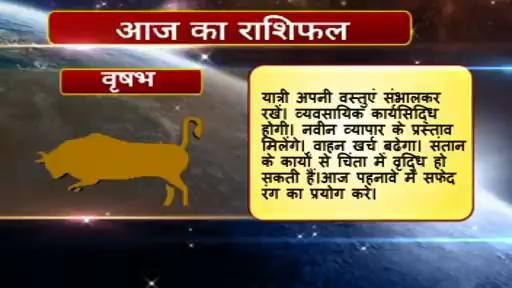 आज का राशिफल
वृषभ
यात्री अपनी वस्तुएं संभालकर
रखें। व्यवसायिक कार्यसिद्धि
होगी। नवीन व्यापार के प्रस्ताव
मिलेंगे। वाहन खर्च बढेगा। संतान
के कार्यो से चिंता में वृद्धि हो
सकती हैं।आज पहनावे में सफेद
रंग का प्रयोग करे।